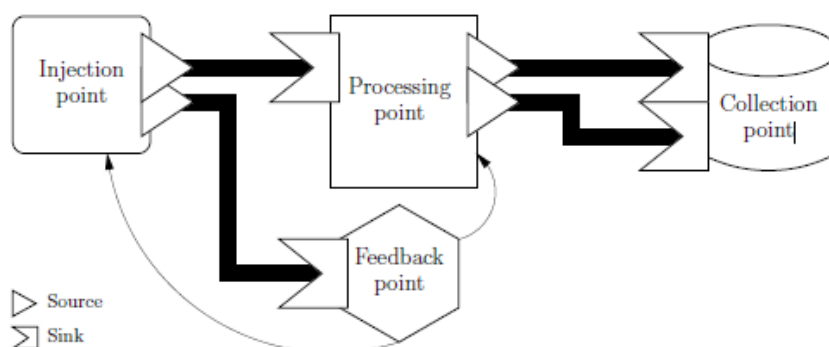 Injection
point
Processing
point
Collection
point
Feedback
point
Source
Sink